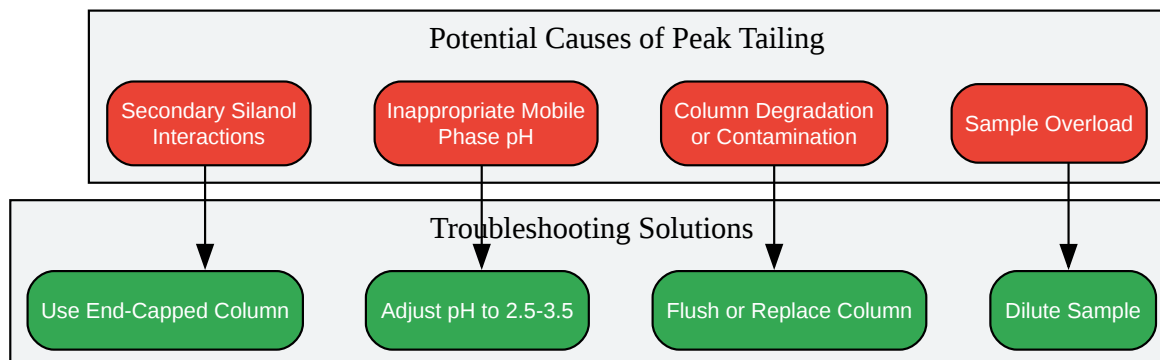 Potential Causes of Peak Tailing
Secondary Silanol
Interactions
Inappropriate Mobile
Phase pH
Column Degradation
or Contamination
Sample Overload
Troubleshooting Solutions
Use End-Capped Column
Adjust pH to 2.5-3.5
Flush or Replace Column
Dilute Sample